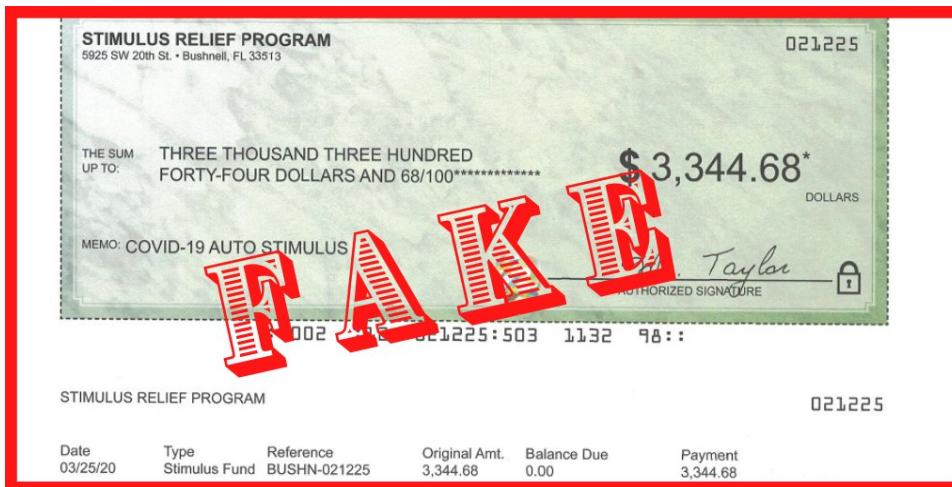 STIMULUS RELIEF PROGRAM
5925 SW 20th St. • Bushnell, FL 33513
021225
THE SUM UP TO:
THREE THOUSAND THREE HUNDRED
FORTY-FOUR DOLLARS AND 68/100*************
$ 3,344.68*
DOLLARS
MEMO: COVID-19 AUTO STIMULUS
Taylor
AUTHORIZED SIGNATURE
FAKE
002 021225:503 1132 98::
STIMULUS RELIEF PROGRAM
021225
Date Type Reference Original Amt. Balance Due Payment
03/25/20 Stimulus Fund BUSHN-021225 3,344.68 0.00 3,344.68